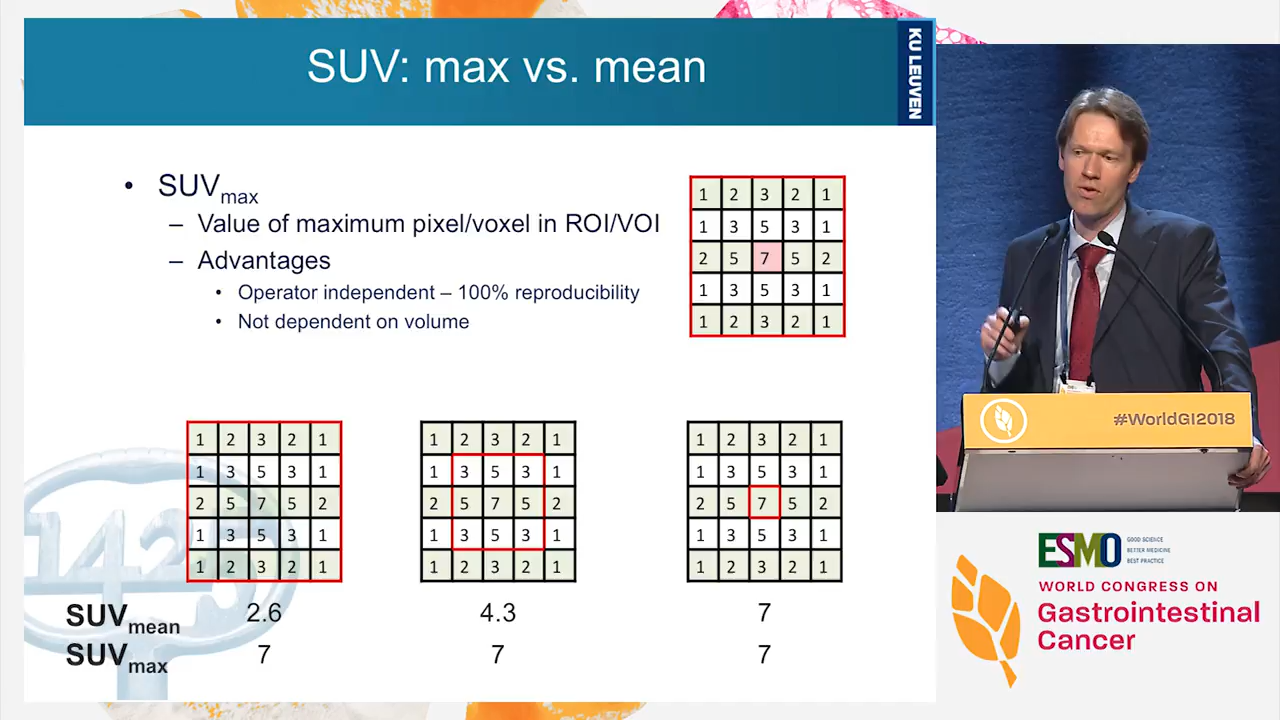 SUV: max vs. mean
KU LEUVEN
• SUVmax
– Value of maximum pixel/voxel in ROI/VOI
– Advantages
• Operator independent – 100% reproducibility
• Not dependent on volume
1 2 3 2 1
1 3 5 3 1
2 5 7 5 2
1 3 5 3 1
1 2 3 2 1
1 2 3 2 1
1 3 5 3 1
2 5 7 5 2
1 3 5 3 1
1 2 3 2 1
1 2 3 2 1
1 3 5 3 1
2 5 7 5 2
1 3 5 3 1
1 2 3 2 1
1 2 3 2 1
1 3 5 3 1
2 5 7 5 2
1 3 5 3 1
1 2 3 2 1
SUVmean 2.6 4.3 7
SUVmax 7 7 7
1425
#WorldGI2018
ESMO
GOOD SCIENCE
BETTER MEDICINE
BEST PRACTICE
WORLD CONGRESS ON
Gastrointestinal
Cancer